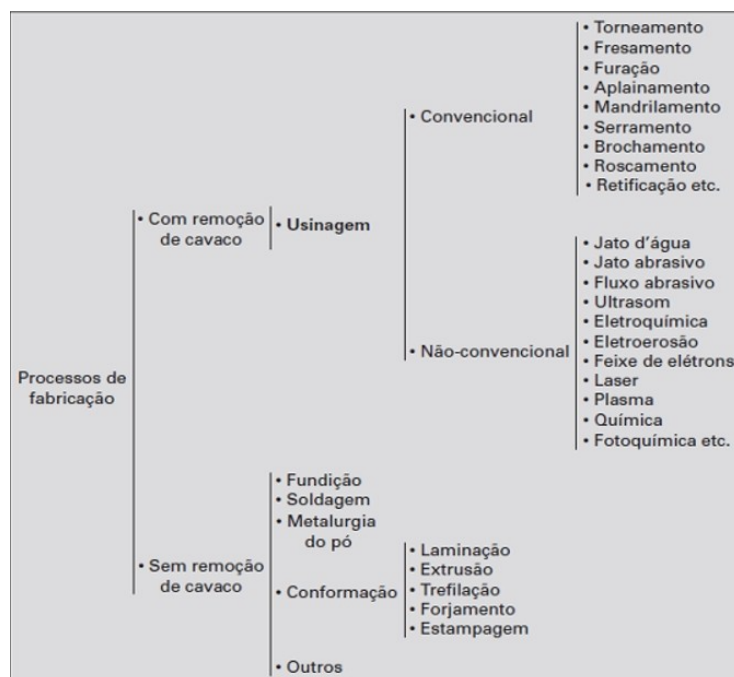 Processos de
fabricação
• Com remoção
de cavaco
• Usinagem
• Convencional
• Torneamento
• Fresamento
• Furação
• Aplainamento
• Mandrilamento
• Serramento
• Brochamento
• Roscamento
• Retificação etc.
• Não-convencional
• Jato d'água
• Jato abrasivo
• Fluxo abrasivo
• Ultrasom
• Eletroquímica
• Eletroerosão
• Feixe de elétrons
• Laser
• Plasma
• Química
• Fotoquímica etc.
• Sem remoção
de cavaco
• Fundição
• Soldagem
• Metalurgia
do pó
• Conformação
• Laminação
• Extrusão
• Trefilação
• Forjamento
• Estampagem
• Outros